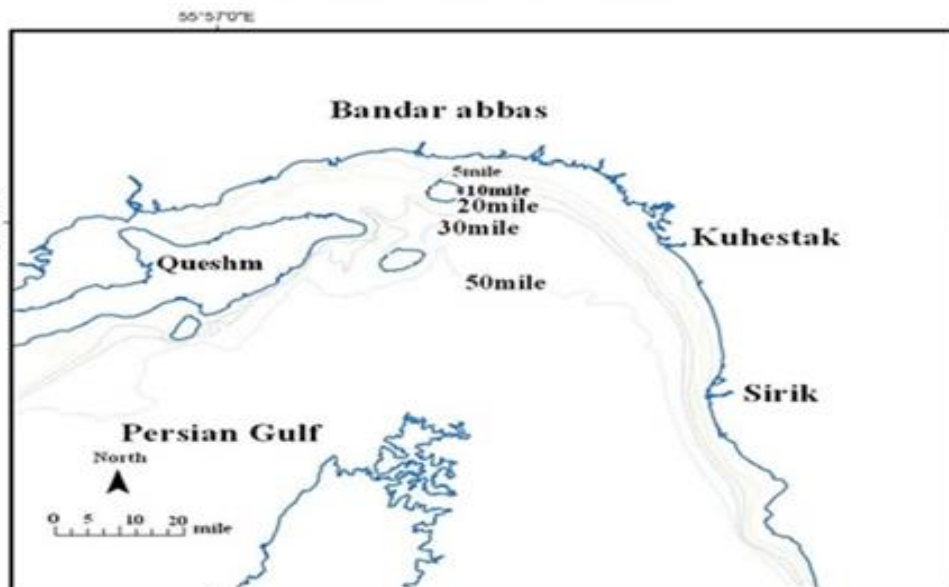 55°57'0"E
Bandar abbas
5mile
10mile
20mile
30mile
Kuhestak
Queshm
50mile
Sirik
Persian Gulf
North
0 5 10 20 mile